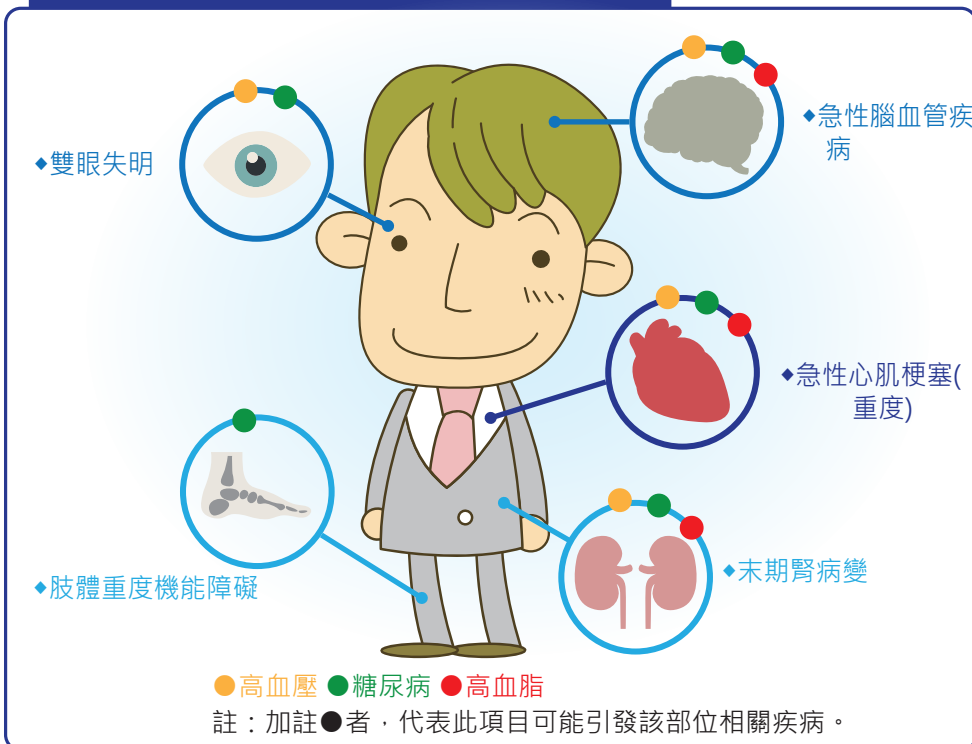 ◆雙眼失明
◆急性腦血管疾
病
◆急性心肌梗塞(
重度)
◆肢體重度機能障礙
◆末期腎病變
●高血壓 ●糖尿病 ●高血脂
註：加註●者，代表此項目可能引發該部位相關疾病。